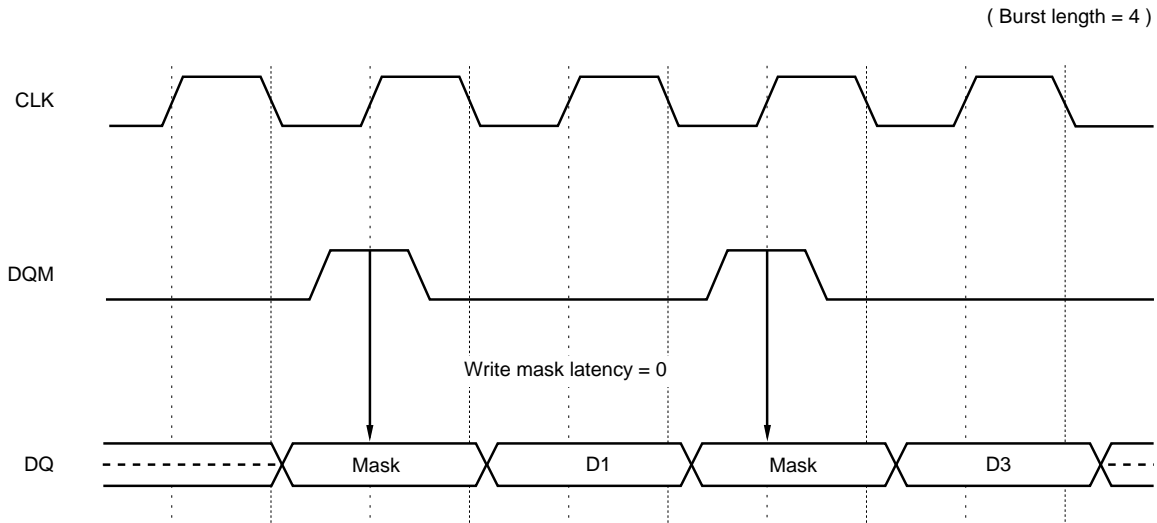 ( Burst length = 4 )
CLK
DQM
Write mask latency = 0
DQ
Mask
D1
Mask
D3